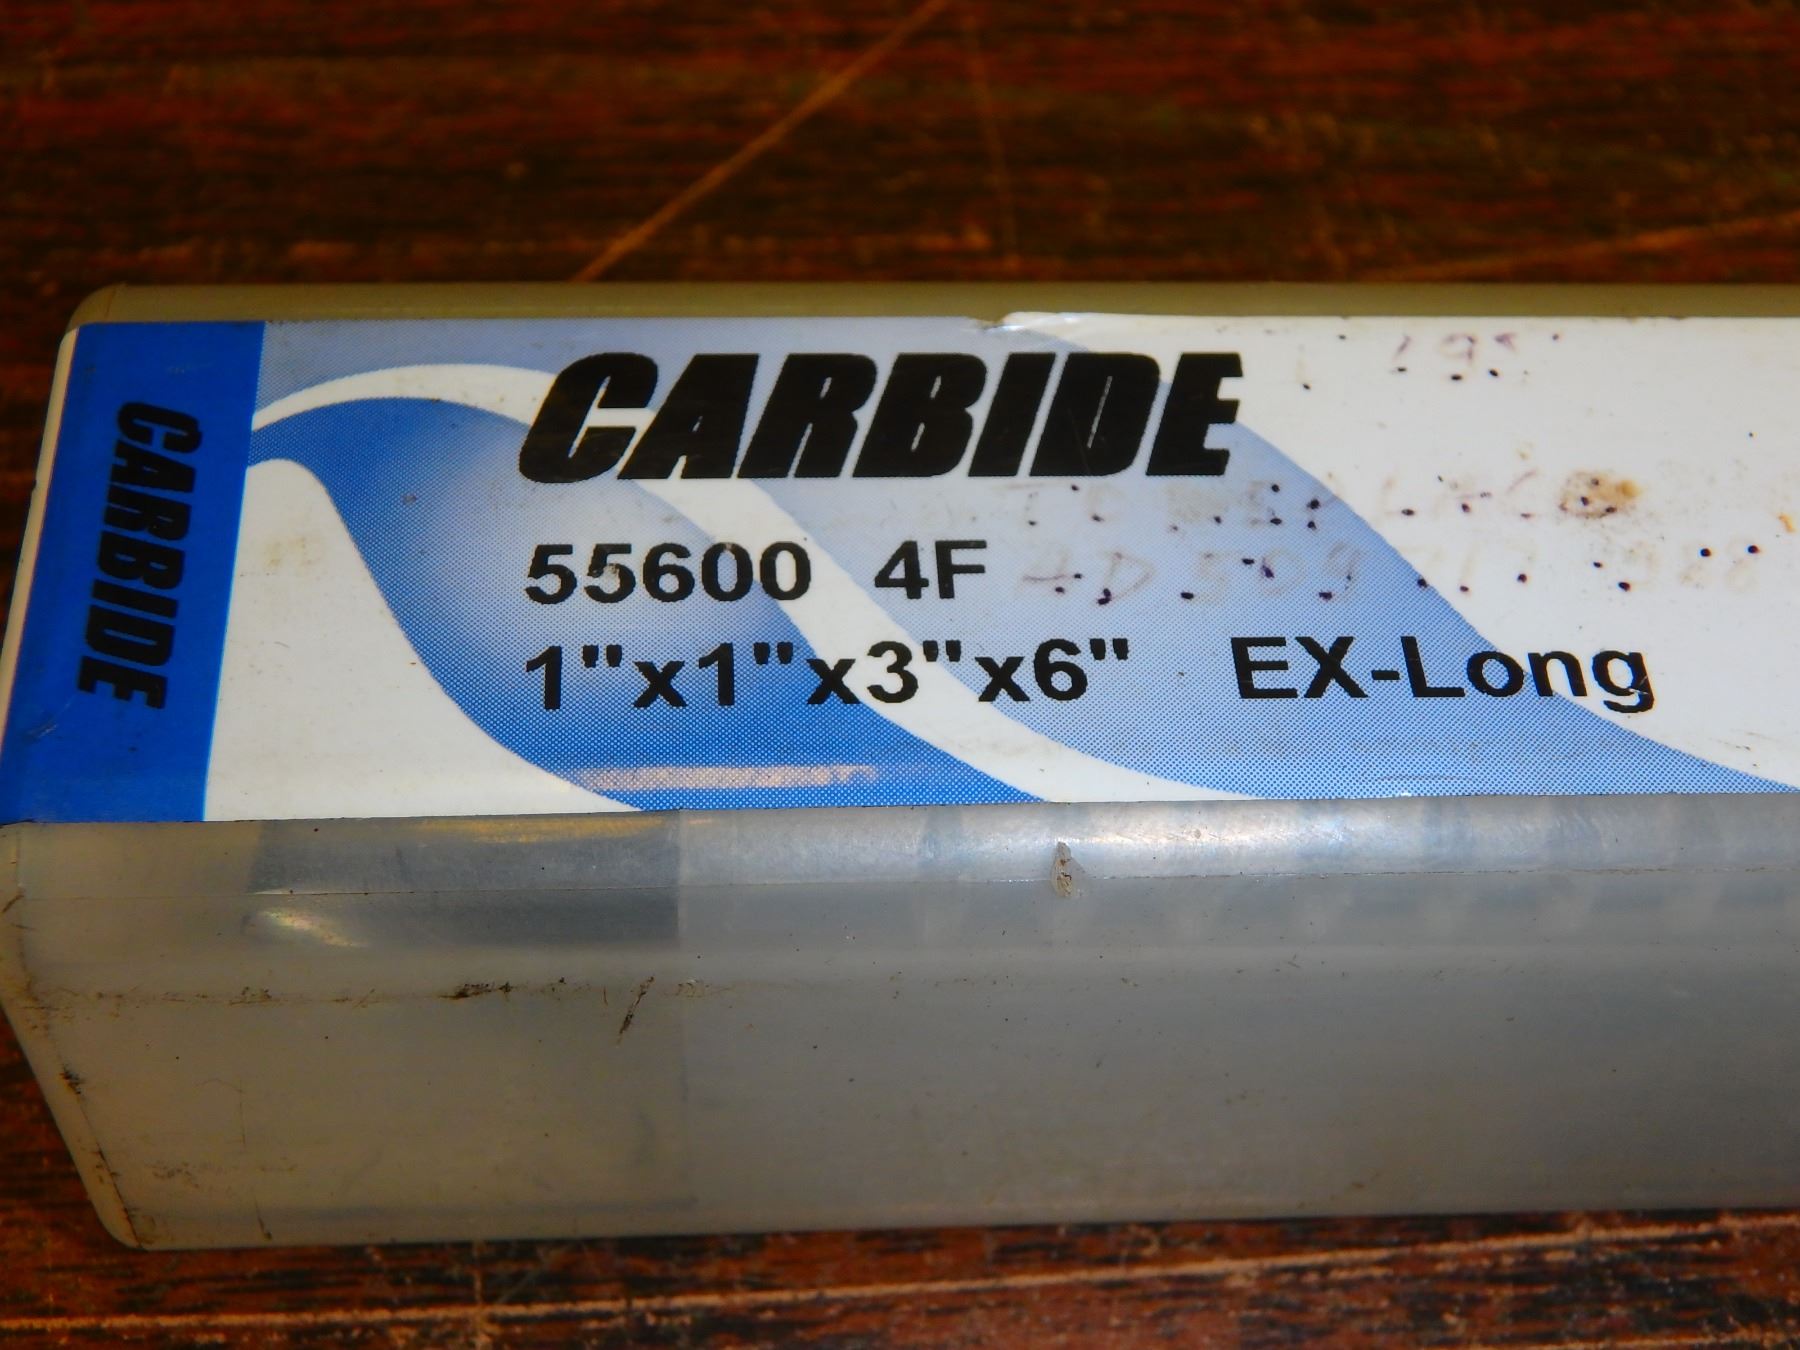 CARBIDE
CARBIDE
55600 4F
1"x1"x3"x6" EX-Long